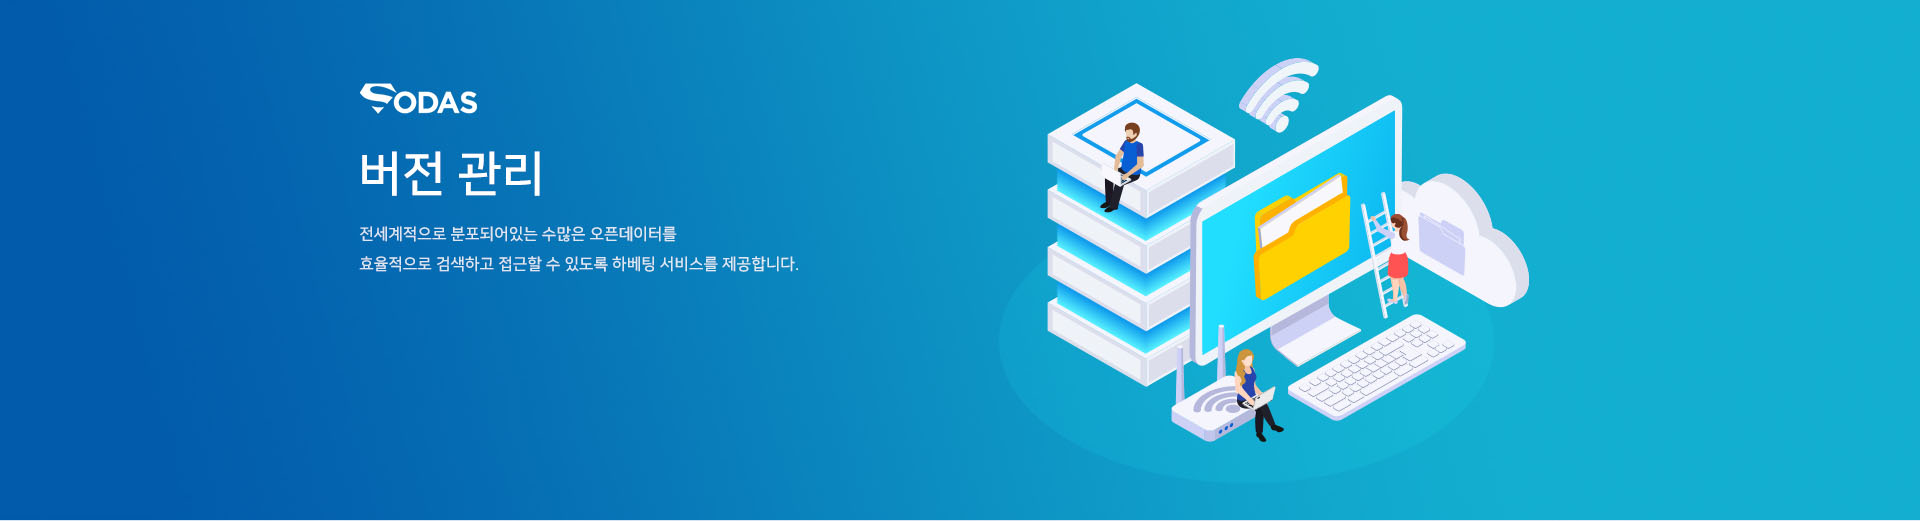 SODAS
버전 관리
전세계적으로 분포되어있는 수많은 오픈데이터를
효율적으로 검색하고 접근할 수 있도록 하베팅 서비스를 제공합니다.